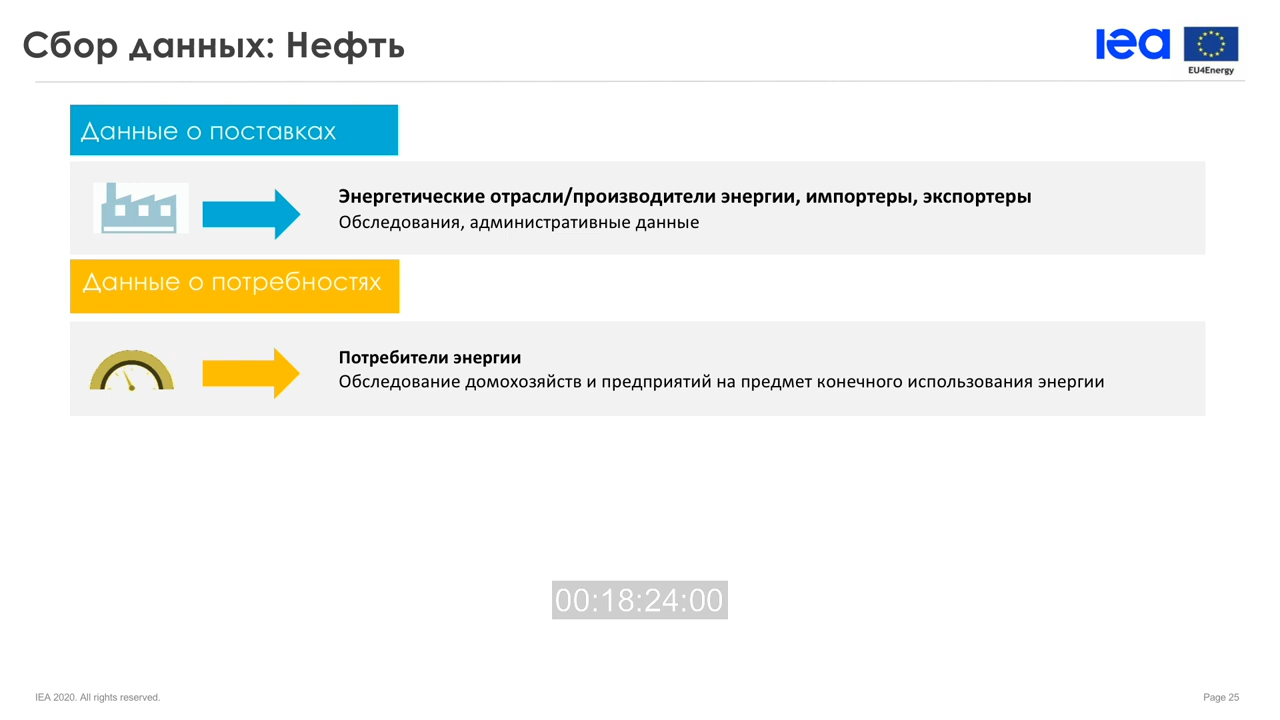 Сбор данных: Нефть
iea
EU4Energy
Данные о поставках
Энергетические отрасли/производители энергии, импортеры, экспортеры
Обследования, административные данные
Данные о потребностях
Потребители энергии
Обследование домохозяйств и предприятий на предмет конечного использования энергии
00:18:24:00
IEA 2020. All rights reserved.
Page 25